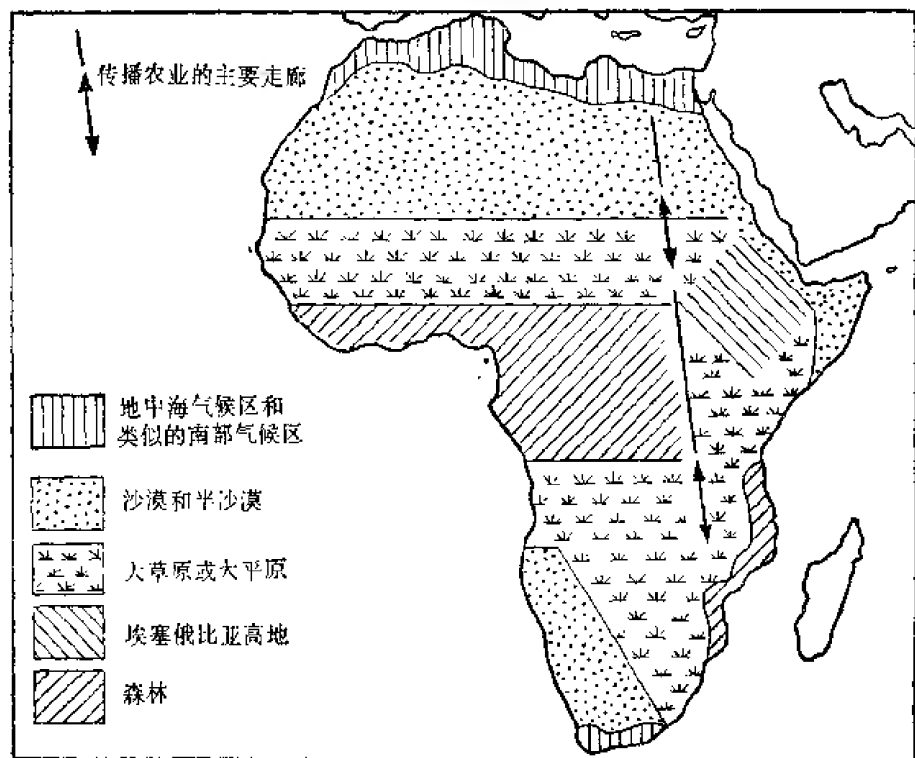 传播农业的主要走廊
地中海气候区和
类似的南部气候区
沙漠和半沙漠
大草原或大平原
埃塞俄比亚高地
森林